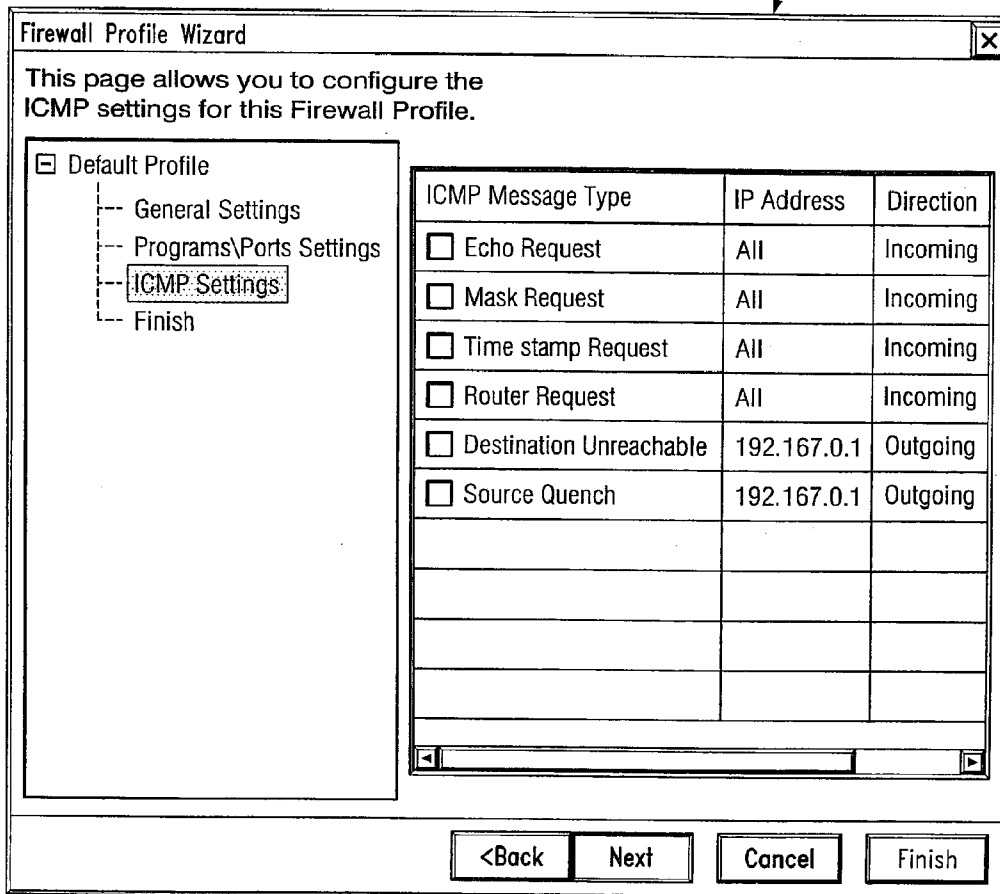 Firewall Profile Wizard
This page allows you to configure the
ICMP settings for this Firewall Profile.
Default Profile
General Settings
Programs\Ports Settings
ICMP Settings
Finish
ICMP Message Type IP Address Direction
Echo Request All Incoming
Mask Request All Incoming
Time stamp Request All Incoming
Router Request All Incoming
Destination Unreachable 192.167.0.1 Outgoing
Source Quench 192.167.0.1 Outgoing
<Back Next Cancel Finish